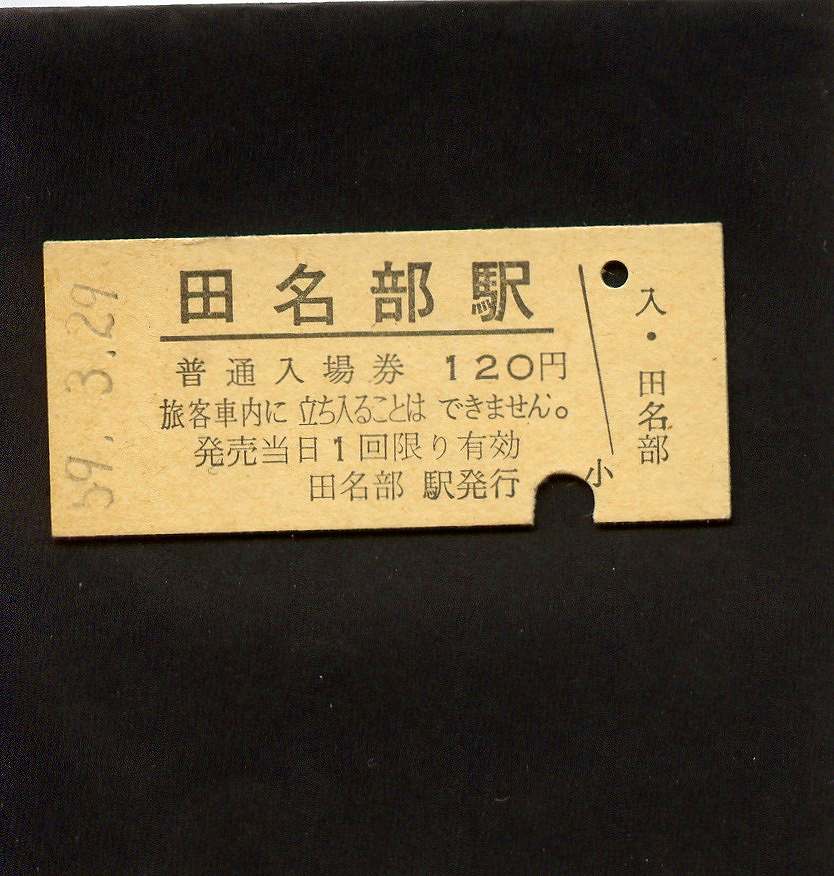 田名部駅
普通入場券 120円
旅客車内に立ち入ることはできません。
発売当日1回限り有効
田名部駅発行
小
入・田名部
59. 3.29